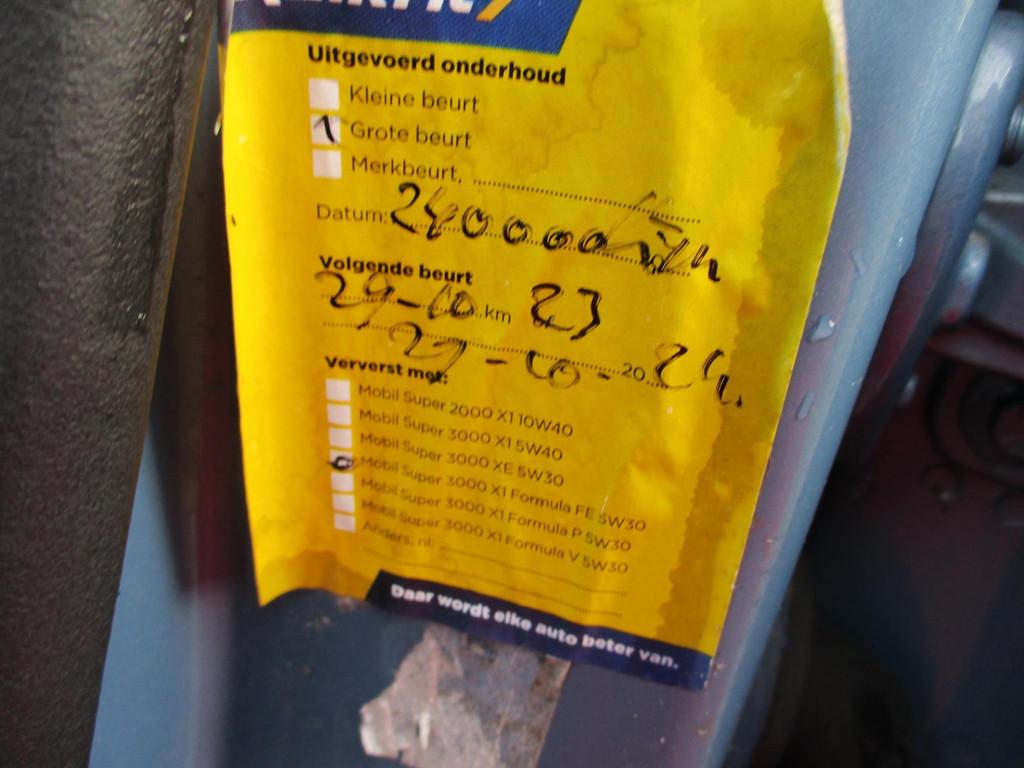 Uitgevoerd onderhoud
Kleine beurt
Grote beurt
Merkbeurt, ....................
Datum: 240000
Volgende beurt
29-10 km 23
29-10-20 24.
Ververst met:
Mobil Super 2000 X1 10W40
Mobil Super 3000 X1 5W40
Mobil Super 3000 XE 5W30
Mobil Super 3000 X1 Formula FE 5W30
Mobil Super 3000 X1 Formula P 5W30
Mobil Super 3000 X1 Formula V 5W30
Anders, nl:
Daar wordt elke auto beter van.